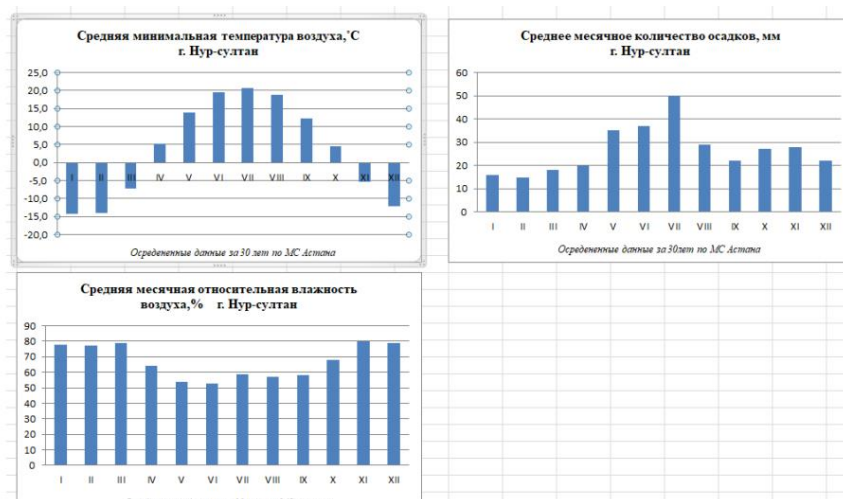 Средняя минимальная температура воздуха,˚С
г. Нур-султан
25,0
20,0
15,0
10,0
5,0
0,0
-5,0
-10,0
-15,0
-20,0
I II III IV V VI VII VIII IX X XI XII
Осредененные данные за 30 лет по МС Астана
Среднее месячное количество осадков, мм
г. Нур-султан
60
50
40
30
20
10
0
I II III IV V VI VII VIII IX X XI XII
Осредененные данные за 30лет по МС Астана
Средняя месячная относительная влажность
воздуха,% г. Нур-султан
90
80
70
60
50
40
30
20
10
0
I II III IV V VI VII VIII IX X XI XII